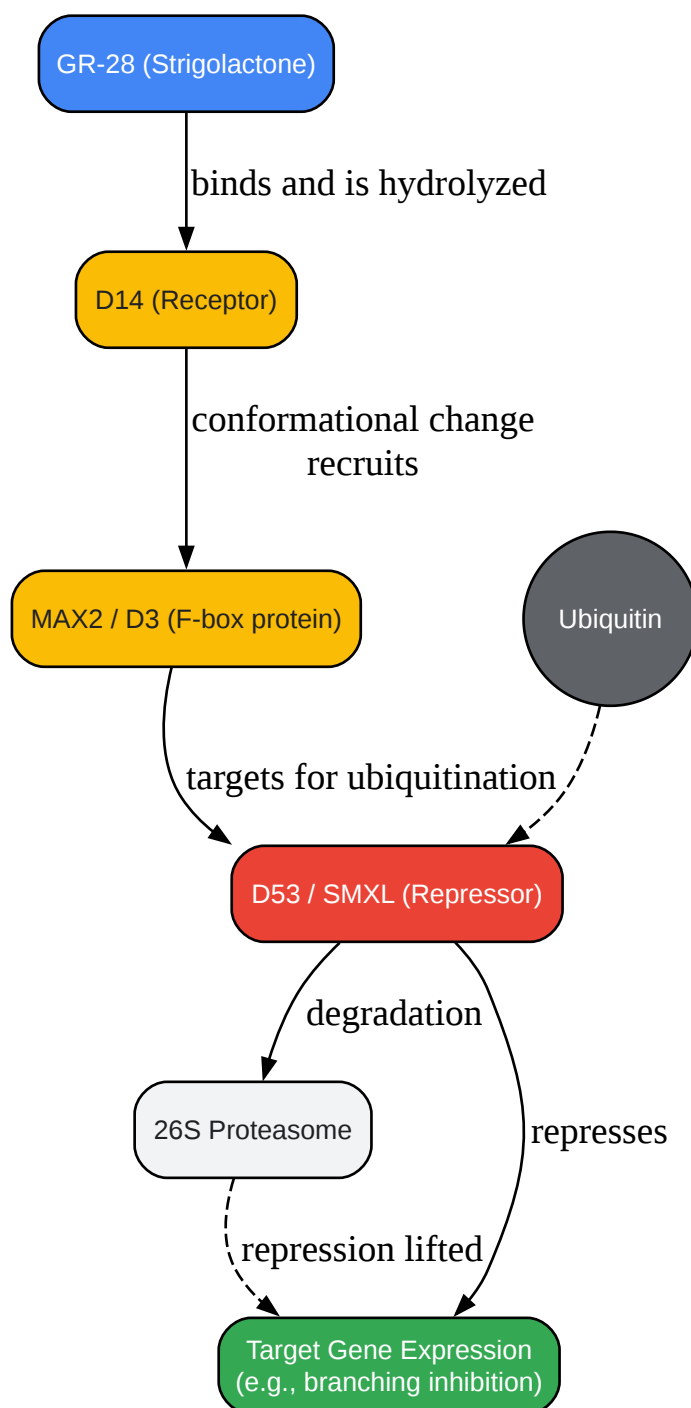 GR-28 (Strigolactone)
binds and is hydrolyzed
D14 (Receptor)
conformational change
recruits
MAX2 / D3 (F-box protein)
Ubiquitin
targets for ubiquitination
D53 / SMXL (Repressor)
degradation
26S Proteasome
represses
repression lifted
Target Gene Expression
(e.g., branching inhibition)